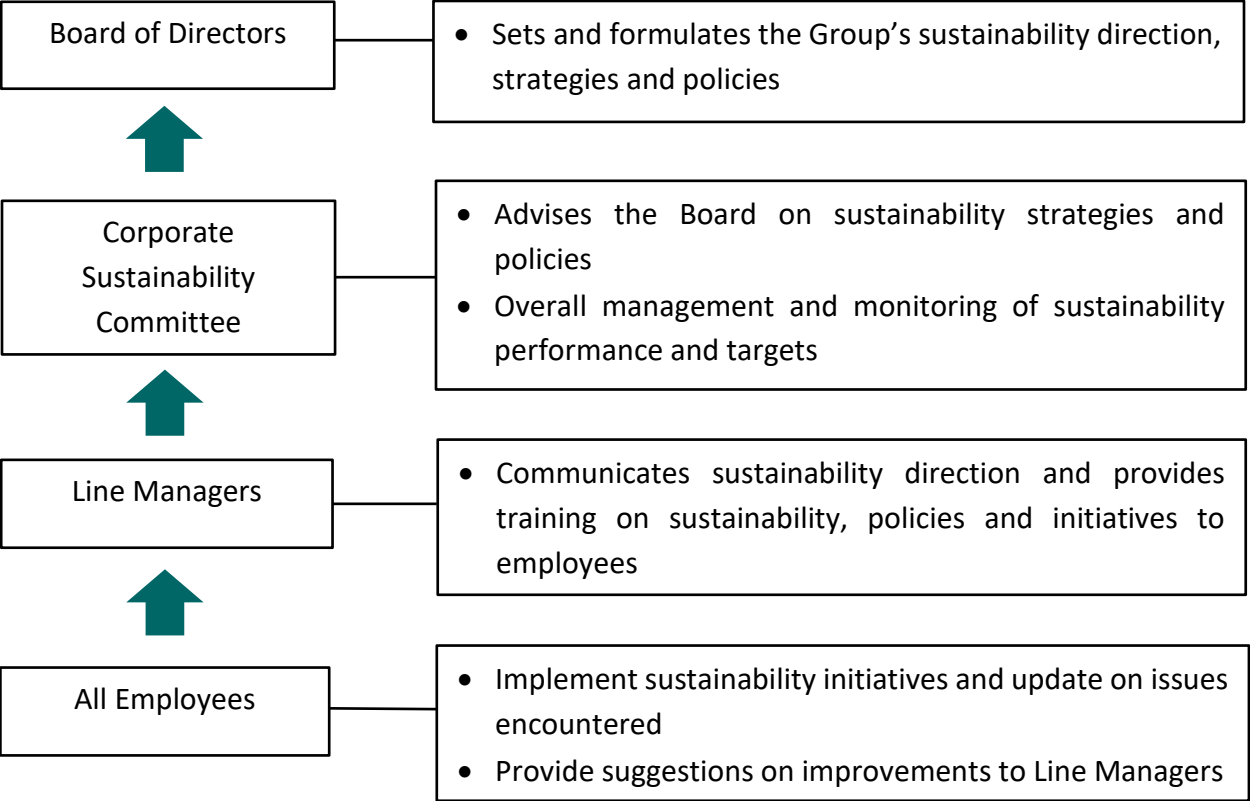 Board of Directors
• Sets and formulates the Group’s sustainability direction,
strategies and policies
Corporate
Sustainability
Committee
• Advises the Board on sustainability strategies and
policies
• Overall management and monitoring of sustainability
performance and targets
Line Managers
• Communicates sustainability direction and provides
training on sustainability, policies and initiatives to
employees
All Employees
• Implement sustainability initiatives and update on issues
encountered
• Provide suggestions on improvements to Line Managers